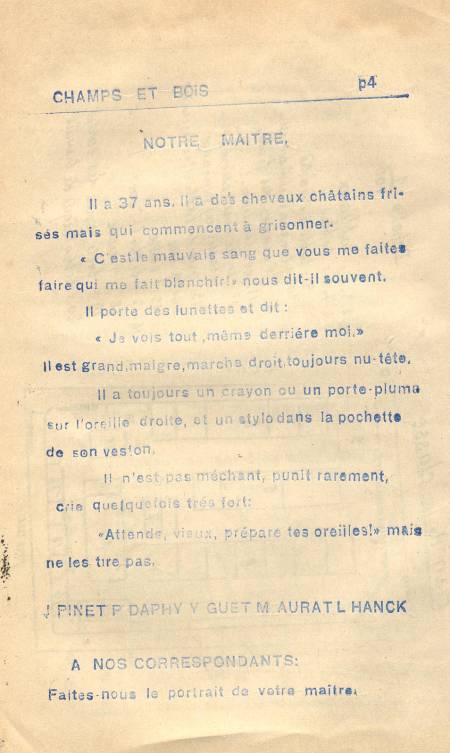 CHAMPS ET BOIS p4
NOTRE MAITRE.
Il a 37 ans. Il a des cheveux châtains fri-
sés mais qui commencent à grisonner.
« C'est le mauvais sang que vous me faites
faire qui me fait blanchir!» nous dit-il souvent.
Il porte des lunettes et dit :
« Je vois tout ,même derriére moi.»
Il est grand,maigre,marche droit,toujours nu-tête.
Il a toujours un crayon ou un porte-plume
sur l'oreille droite, et un stylo dans la pochette
de son veston.
Il n'est pas méchant, punit rarement,
crie quelquefois trés fort:
«Attends, vieux, prépare tes oreilles!» mais
ne les tire pas.
J PINET P DAPHY Y GUET M AURAT L HANCK
A NOS CORRESPONDANTS:
Faites-nous le portrait de votre maître.